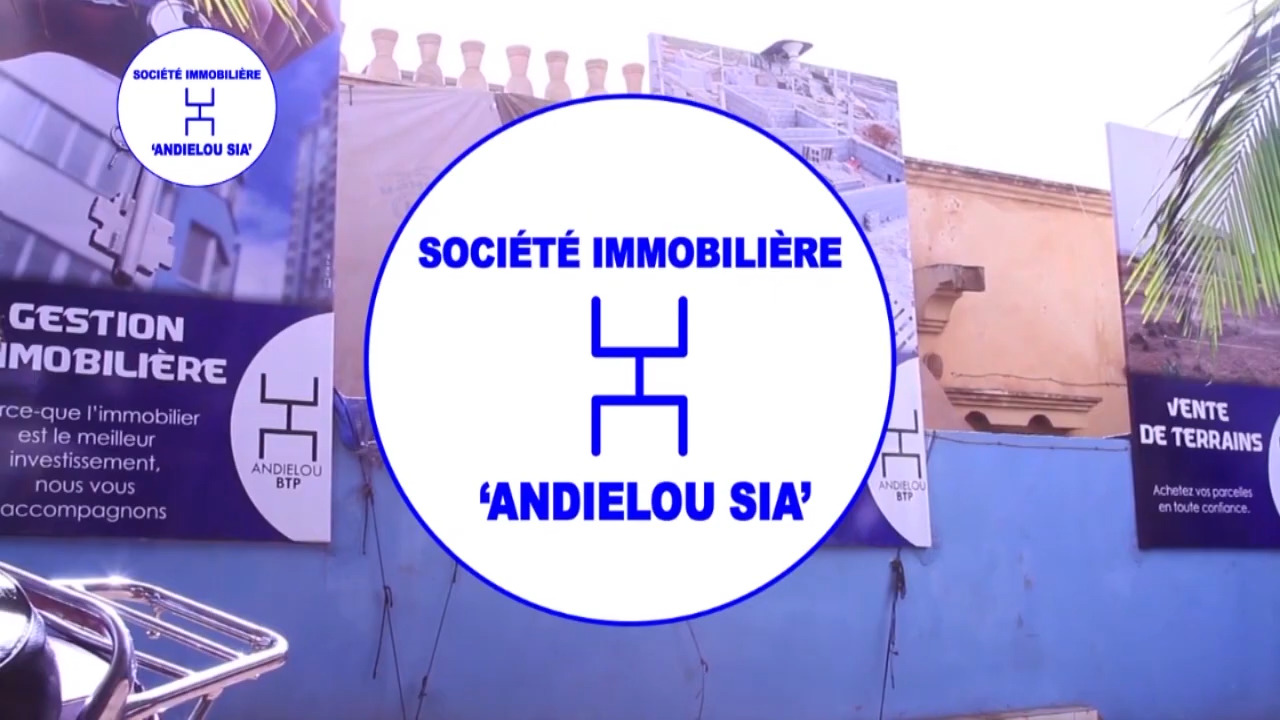 SOCIÉTÉ IMMOBILIÈRE
'ANDIELOU SIA'
SOCIÉTÉ IMMOBILIÈRE
'ANDIELOU SIA'
GESTION
IMMOBILIÈRE
rce-que l'immobilier
est le meilleur
investissement,
nous vous
accompagnons
ANDIELOU
BTP
ANDIELOU
BTP
VENTE
DE TERRAINS
Achetez vos parcelles
en toute confiance.